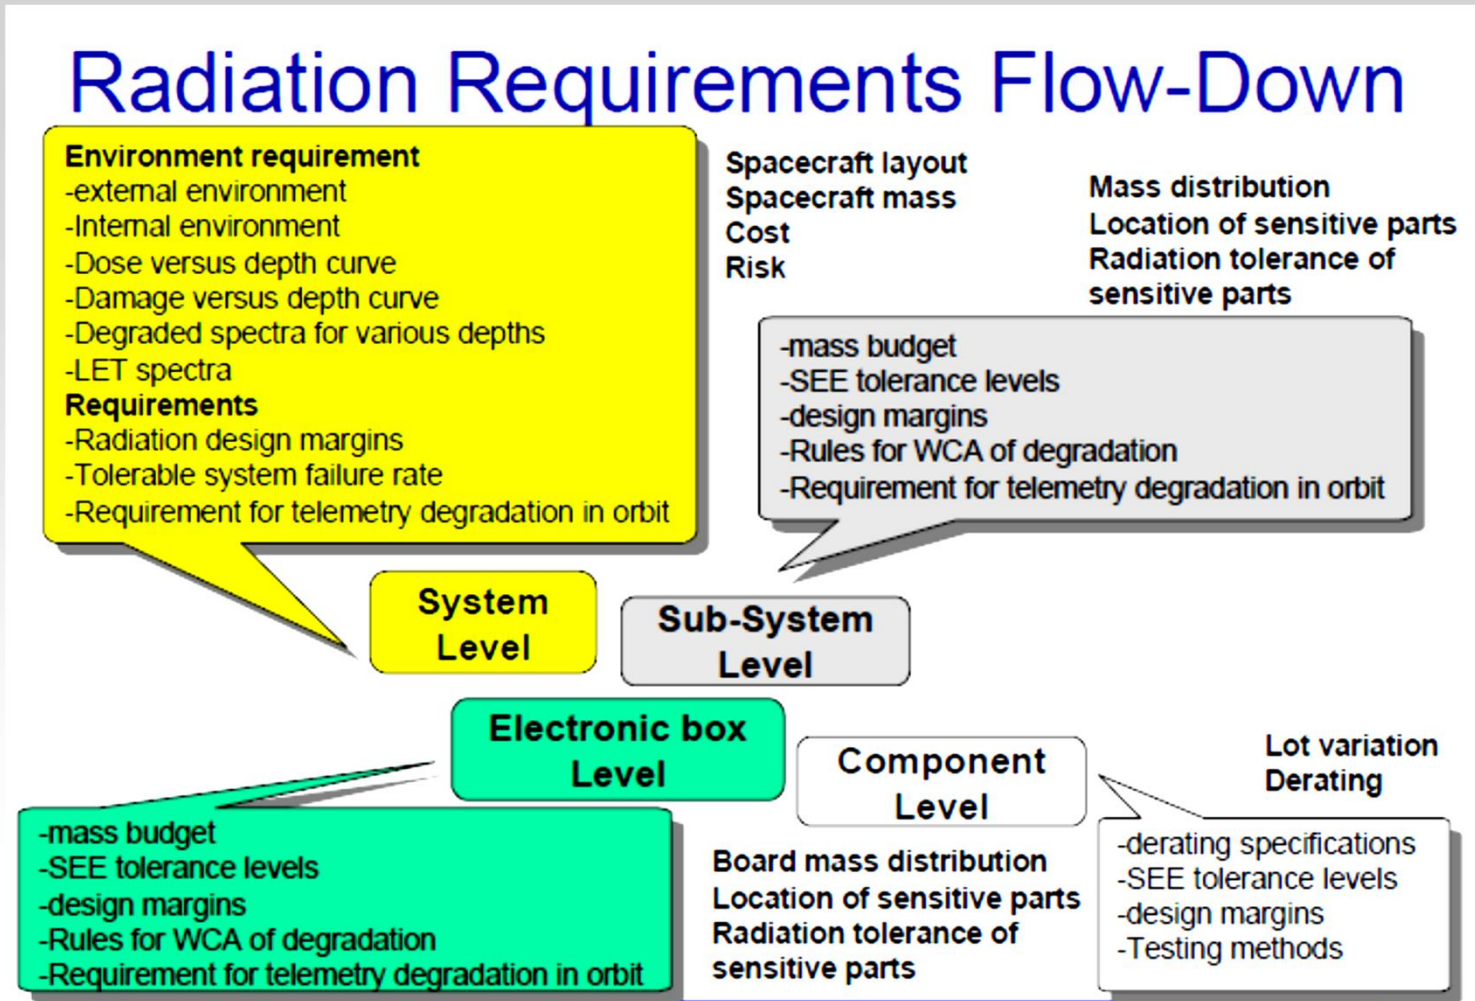 Radiation Requirements Flow-Down
Environment requirement
-external environment
-Internal environment
-Dose versus depth curve
-Damage versus depth curve
-Degraded spectra for various depths
-LET spectra
Requirements
-Radiation design margins
-Tolerable system failure rate
-Requirement for telemetry degradation in orbit
Spacecraft layout
Spacecraft mass
Cost
Risk
Mass distribution
Location of sensitive parts
Radiation tolerance of
sensitive parts
-mass budget
-SEE tolerance levels
-design margins
-Rules for WCA of degradation
-Requirement for telemetry degradation in orbit
System
Level
Sub-System
Level
Electronic box
Level
Component
Level
Lot variation
Derating
-mass budget
-SEE tolerance levels
-design margins
-Rules for WCA of degradation
-Requirement for telemetry degradation in orbit
Board mass distribution
Location of sensitive parts
Radiation tolerance of
sensitive parts
-derating specifications
-SEE tolerance levels
-design margins
-Testing methods